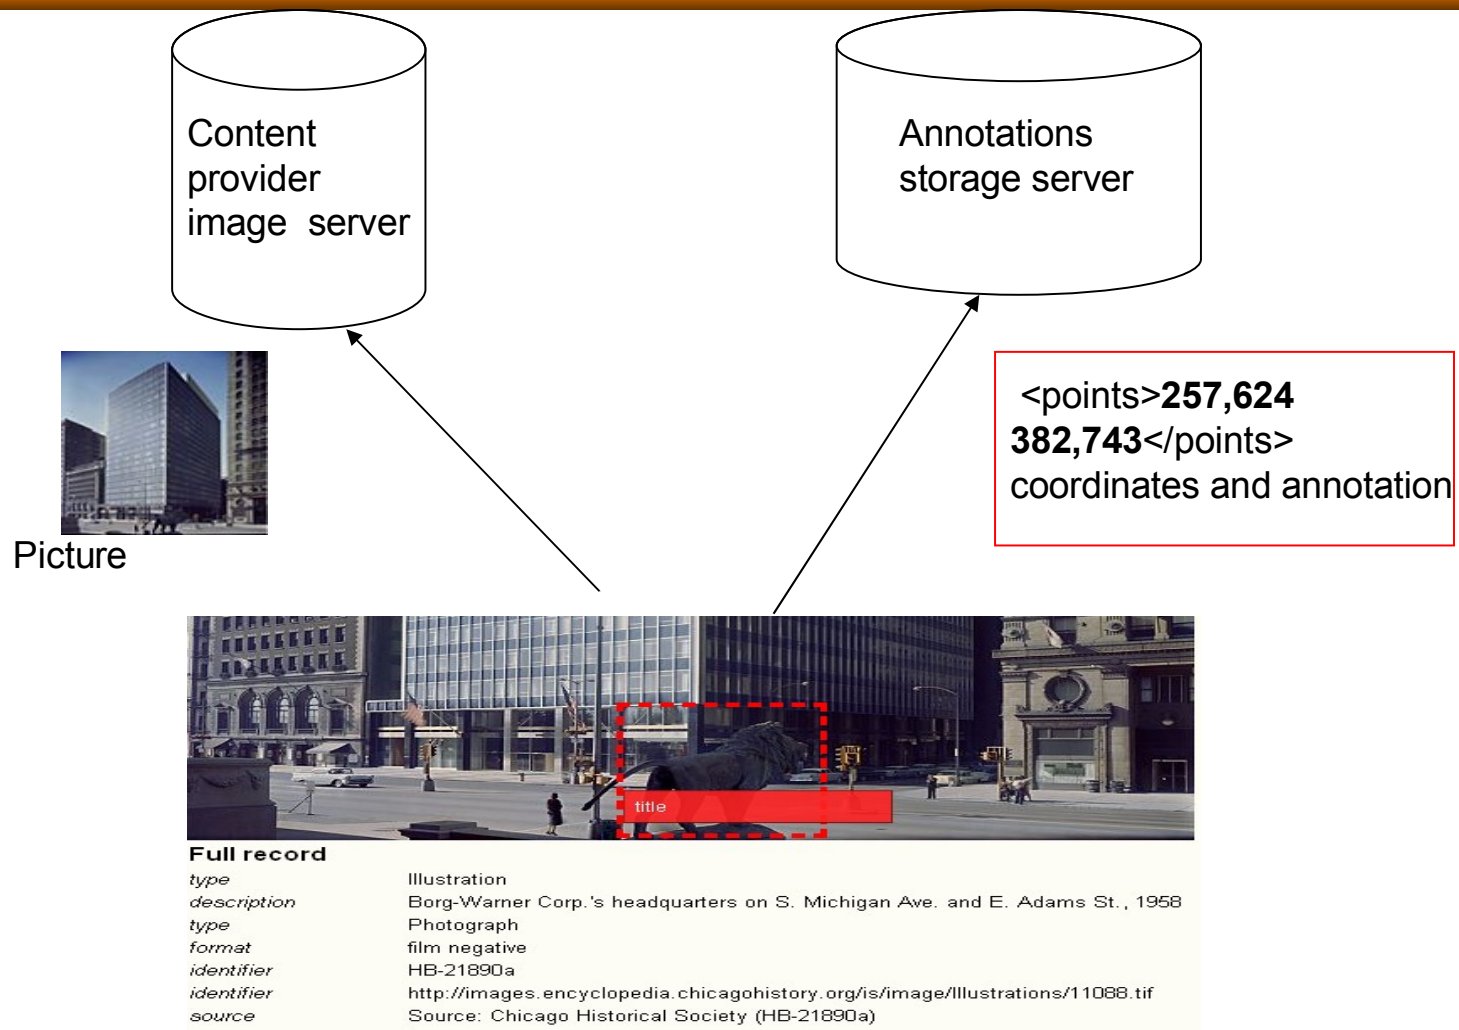 Content
provider
image server
Annotations
storage server
<points>257,624
382,743</points>
coordinates and annotation
Picture
title
Full record
type Illustration
description Borg-Warner Corp.'s headquarters on S. Michigan Ave. and E. Adams St., 1958
type Photograph
format film negative
identifier HB-21890a
identifier http://images.encyclopedia.chicagohistory.org/is/image/Illustrations/11088.tif
source Source: Chicago Historical Society (HB-21890a)